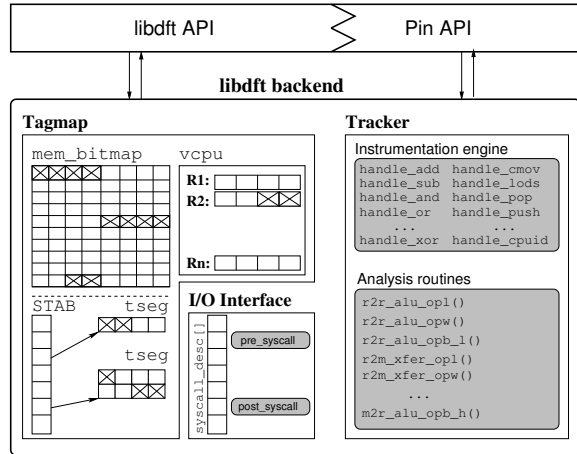 libdft API
Pin API
libdft backend
Tagmap
mem_bitmap
vcpu
R1:
R2:
Rn:
STAB
tseg
tseg
I/O Interface
syscall_desc[]
pre_syscall
post_syscall
Tracker
Instrumentation engine
handle_add handle_cmov
handle_sub handle_lods
handle_and handle_pop
handle_or handle_push
... ...
handle_xor handle_cpuid
Analysis routines
r2r_alu_opl()
r2r_alu_opw()
r2r_alu_opb_l()
r2m_xfer_opl()
r2m_xfer_opw()
...
m2r_alu_opb_h()